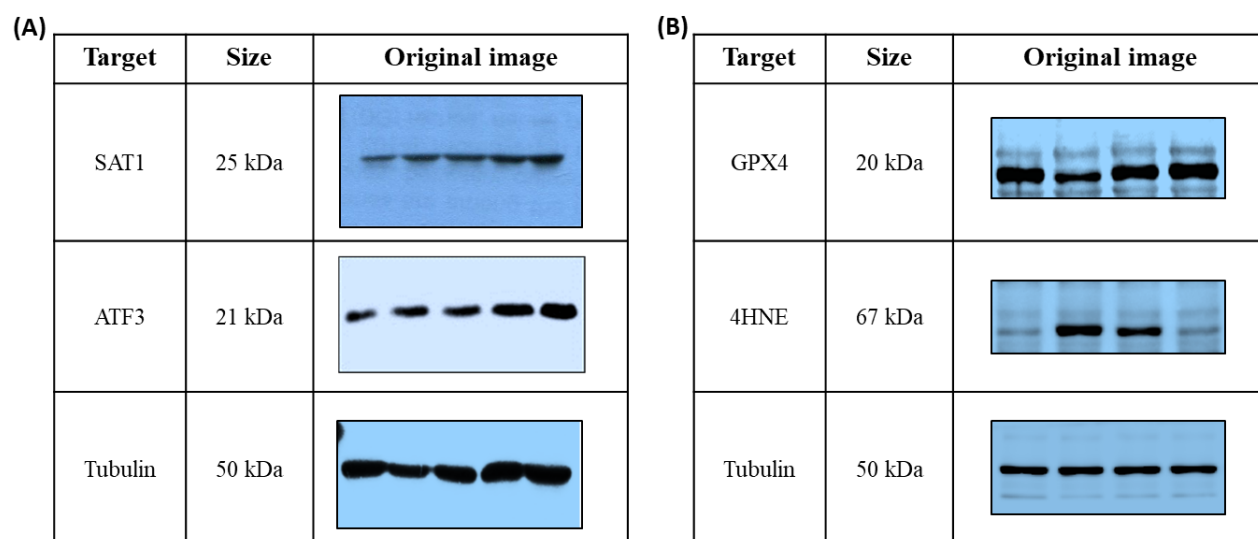 (A)
Target Size Original image
SAT1 25 kDa
ATF3 21 kDa
Tubulin 50 kDa
(B)
Target Size Original image
GPX4 20 kDa
4HNE 67 kDa
Tubulin 50 kDa